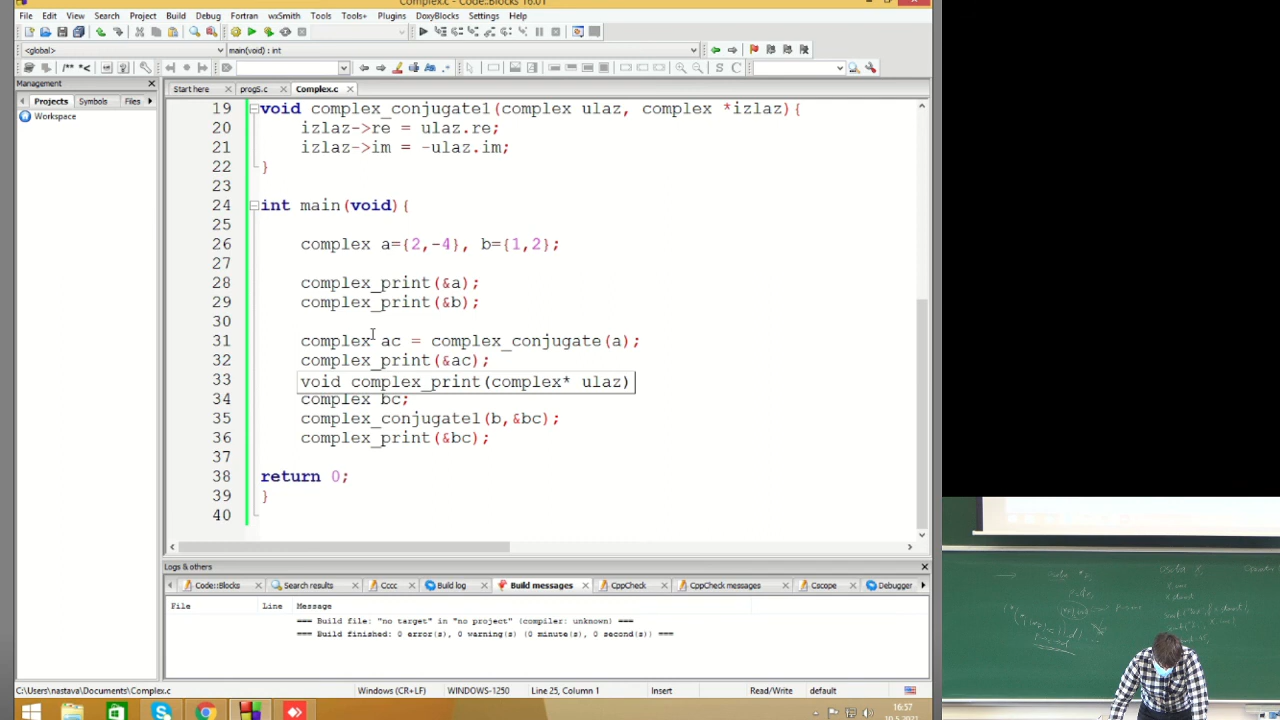 Complex.c - Code::Blocks 16.01
File Edit View Search Project Build Debug Fortran wxSmith Tools Tools+ Plugins DoxyBlocks Settings Help
<global> main(void) : int
/** *<
S C
Management
Start here prog5.c Complex.c
Projects Symbols Files
Workspace
19 void complex_conjugate1(complex ulaz, complex *izlaz){
20 izlaz->re = ulaz.re;
21 izlaz->im = -ulaz.im;
22 }
23
24 int main(void){
25
26 complex a={2,-4}, b={1,2};
27
28 complex_print(&a);
29 complex_print(&b);
30
31 complex ac = complex_conjugate(a);
32 complex_print(&ac);
33 void complex_print(complex* ulaz)
34 complex bc;
35 complex_conjugate1(b,&bc);
36 complex_print(&bc);
37
38 return 0;
39 }
40
Logs & others
Code::Blocks Search results Cccc Build log Build messages CppCheck CppCheck messages Cscope Debugger
File Line Message
=== Build file: "no target" in "no project" (compiler: unknown) ===
=== Build finished: 0 error(s), 0 warning(s) (0 minute(s), 0 second(s)) ===
C:\Users\nastava\Documents\Complex.c Windows (CR+LF) WINDOWS-1250 Line 25, Column 1 Insert Read/Write default
16:57